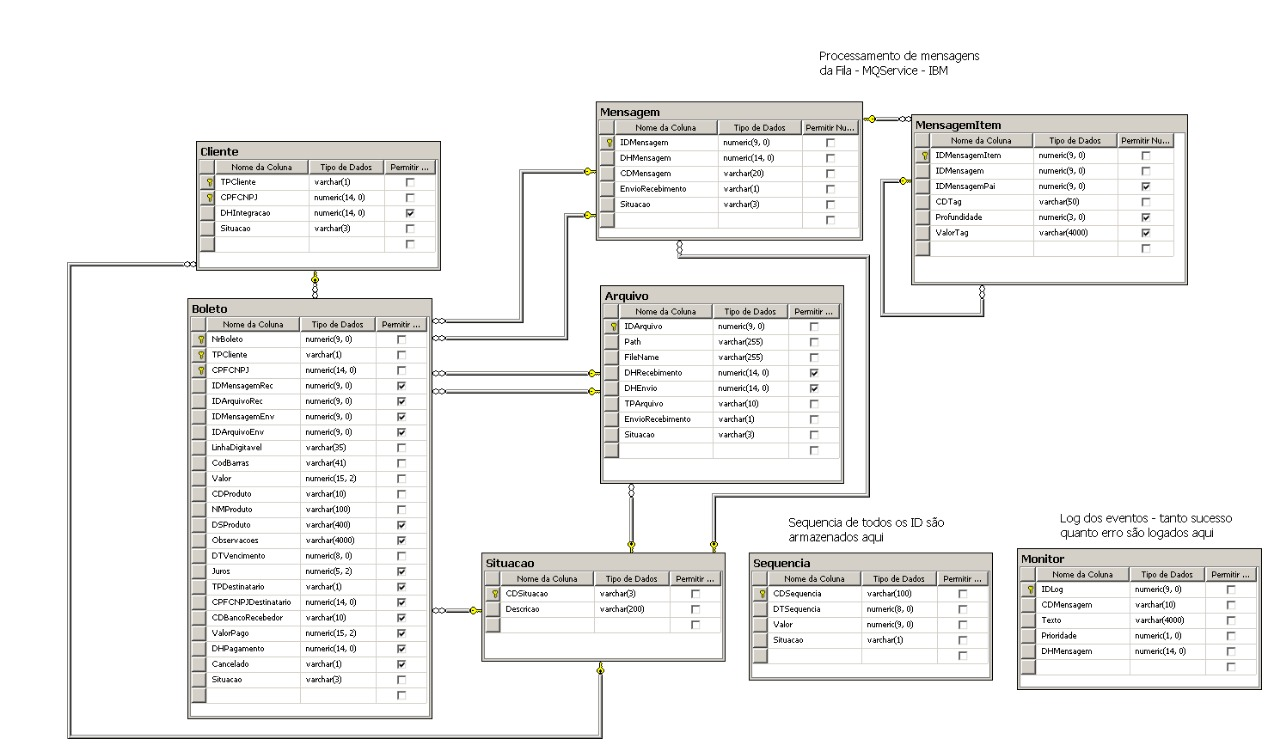 Processamento de mensagens
da Fila - MQService - IBM
Mensagem
Nome da Coluna Tipo de Dados Permitir Nu...
IDMensagem numeric(9, 0)
DHMensagem numeric(14, 0)
CDMensagem varchar(20)
EnvioRecebimento varchar(1)
Situacao varchar(3)
MensagemItem
Nome da Coluna Tipo de Dados Permitir Nu...
IDMensagemItem numeric(9, 0)
IDMensagem numeric(9, 0)
IDMensagemPai numeric(9, 0)
CDTag varchar(50)
Profundidade numeric(3, 0)
ValorTag varchar(4000)
Cliente
Nome da Coluna Tipo de Dados Permitir ...
TPCliente varchar(1)
CPFCNPJ numeric(14, 0)
DHIntegracao numeric(14, 0)
Situacao varchar(3)
Boleto
Nome da Coluna Tipo de Dados Permitir ...
NrBoleto numeric(9, 0)
TPCliente varchar(1)
CPFCNPJ numeric(14, 0)
IDMensagemRec numeric(9, 0)
IDArquivoRec numeric(9, 0)
IDMensagemEnv numeric(9, 0)
IDArquivoEnv numeric(9, 0)
LinhaDigitavel varchar(35)
CodBarras varchar(41)
Valor numeric(15, 2)
CDProduto varchar(10)
NMProduto varchar(100)
DSProduto varchar(400)
Observacoes varchar(4000)
DTVencimento numeric(8, 0)
Juros numeric(5, 2)
TPDestinatario varchar(1)
CPFCNPJDestinatario numeric(14, 0)
CDBancoRecebedor varchar(10)
ValorPago numeric(15, 2)
DHPagamento numeric(14, 0)
Cancelado varchar(1)
Situacao varchar(3)
Arquivo
Nome da Coluna Tipo de Dados Permitir ...
IDArquivo numeric(9, 0)
Path varchar(255)
FileName varchar(255)
DHRecebimento numeric(14, 0)
DHEnvio numeric(14, 0)
TPArquivo varchar(10)
EnvioRecebimento varchar(1)
Situacao varchar(3)
Situacao
Nome da Coluna Tipo de Dados Permitir ...
CDSituacao varchar(3)
Descricao varchar(200)
Sequencia de todos os ID são
armazenados aqui
Sequencia
Nome da Coluna Tipo de Dados Permitir ...
CDSequencia varchar(100)
DTSequencia numeric(8, 0)
Valor numeric(9, 0)
Situacao varchar(1)
Log dos eventos - tanto sucesso
quanto erro são logados aqui
Monitor
Nome da Coluna Tipo de Dados Permitir ...
IDLog numeric(9, 0)
CDMensagem varchar(10)
Texto varchar(4000)
Prioridade numeric(1, 0)
DHMensagem numeric(14, 0)